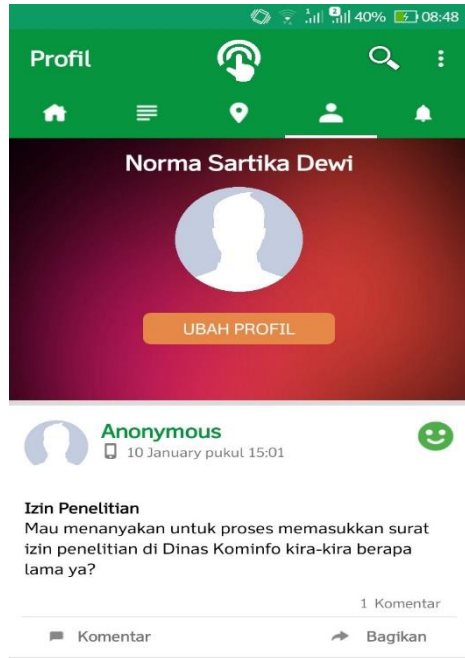 40% 08:48
Profil
Norma Sartika Dewi
UBAH PROFIL
Anonymous
10 January pukul 15:01
Izin Penelitian
Mau menanyakan untuk proses memasukkan surat
izin penelitian di Dinas Kominfo kira-kira berapa
lama ya?
1 Komentar
Komentar Bagikan